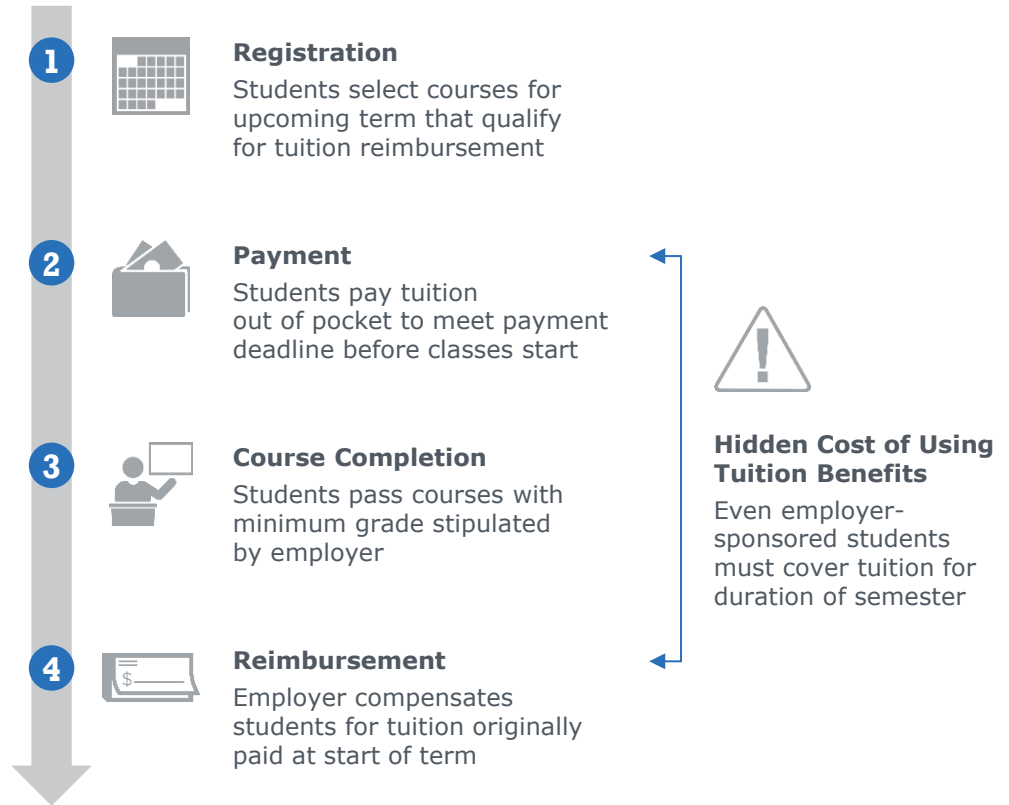 1
Registration
Students select courses for
upcoming term that qualify
for tuition reimbursement
2
Payment
Students pay tuition
out of pocket to meet payment
deadline before classes start
3
Course Completion
Students pass courses with
minimum grade stipulated
by employer
4
$
Reimbursement
Employer compensates
students for tuition originally
paid at start of term
!
Hidden Cost of Using
Tuition Benefits
Even employer-
sponsored students
must cover tuition for
duration of semester